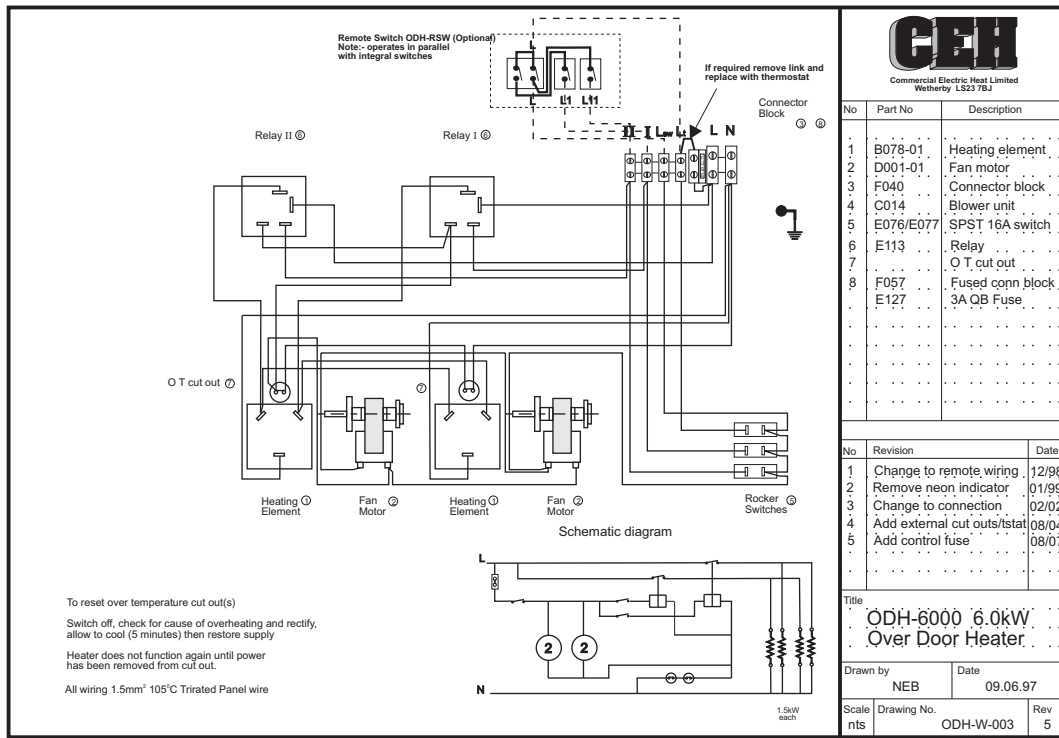 Remote Switch ODH-RSW (Optional)
Note:- operates in parallel
with integral switches
L
L L1 L11
If required remove link and
replace with thermostat
Connector
Block ③ ⑧
Relay II ⑥
Relay I ⑥
II I Lsw Lt L N
O T cut out ⑦
⑦
Heating ①
Element
Fan ②
Motor
Heating ①
Element
Fan ②
Motor
Rocker ⑤
Switches
Schematic diagram
L
2 2
N
1.5kW
each
To reset over temperature cut out(s)
Switch off, check for cause of overheating and rectify,
allow to cool (5 minutes) then restore supply
Heater does not function again until power
has been removed from cut out.
All wiring 1.5mm² 105°C Trirated Panel wire
CEH
Commercial Electric Heat Limited
Wetherby LS23 7BJ
No Part No Description
1 B078-01 Heating element
2 D001-01 Fan motor
3 F040 Connector block
4 C014 Blower unit
5 E076/E077 SPST 16A switch
6 E113 Relay
7 O T cut out
8 F057 Fused conn block
E127 3A QB Fuse
No Revision Date
1 Change to remote wiring 12/98
2 Remove neon indicator 01/99
3 Change to connection 02/02
4 Add external cut outs/tstat 08/04
5 Add control fuse 08/07
Title
ODH-6000 6.0kW
Over Door Heater
Drawn by Date
NEB 09.06.97
Scale Drawing No. Rev
nts ODH-W-003 5